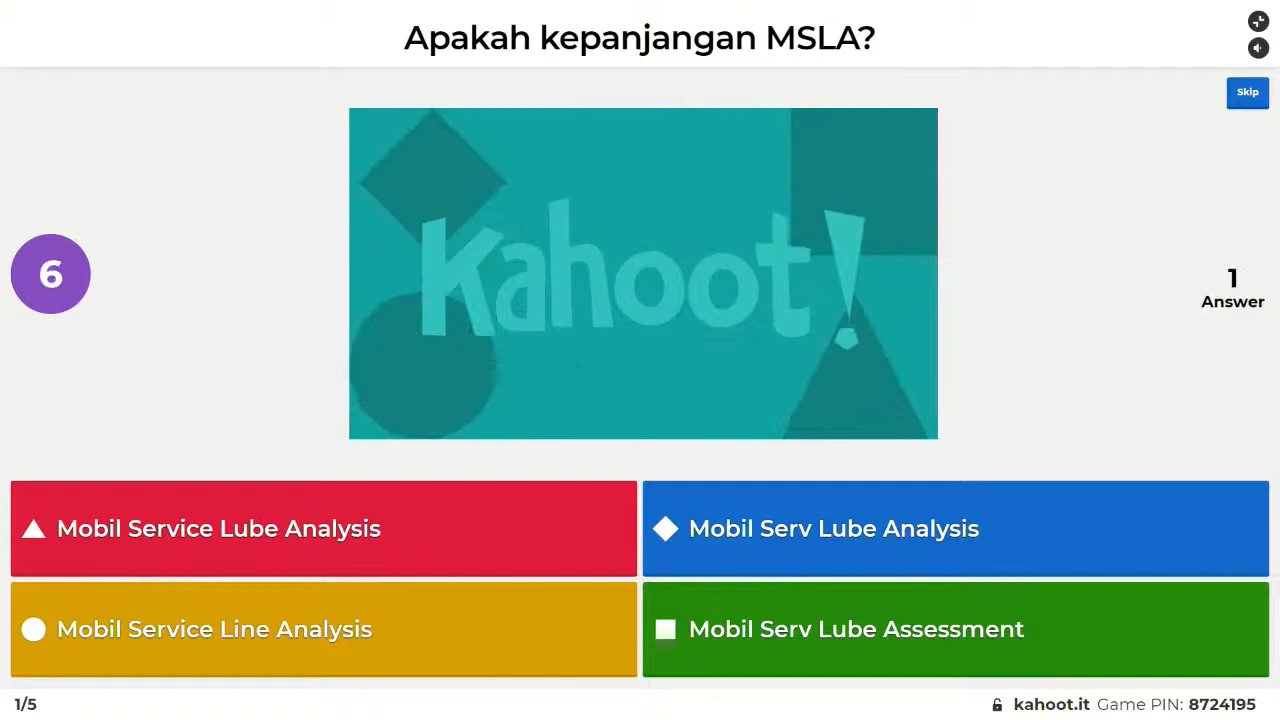 Apakah kepanjangan MSLA?
Skip
Kahoot!
6
1
Answer
Mobil Service Lube Analysis
Mobil Serv Lube Analysis
Mobil Service Line Analysis
Mobil Serv Lube Assessment
1/5
kahoot.it Game PIN: 8724195